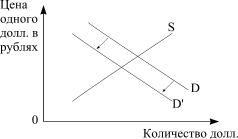 Цена
одного
долл. в
рублях
S
D
D'
0
Количество долл.